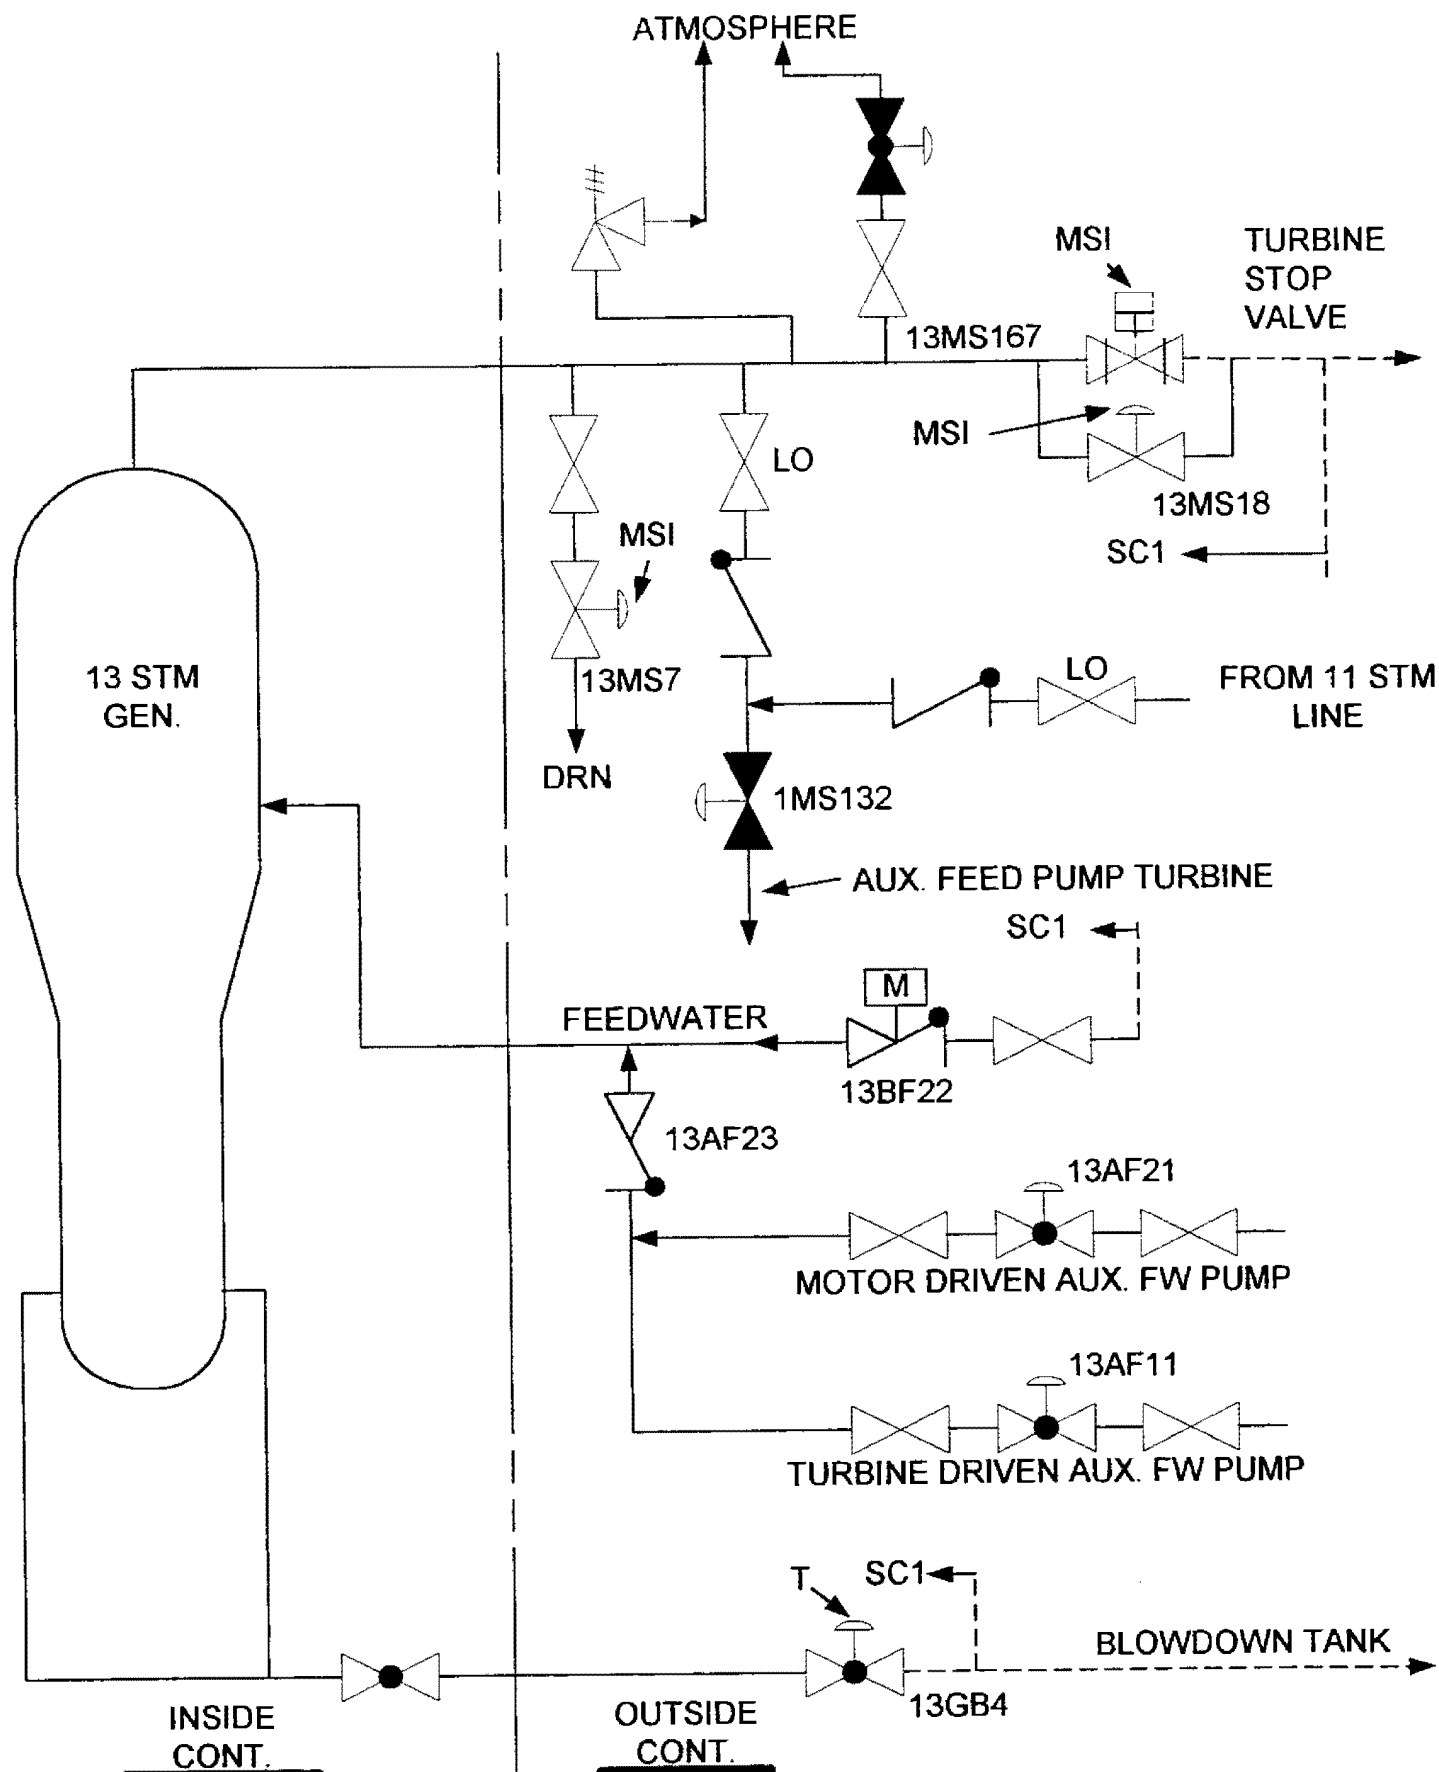 ATMOSPHERE
MSI
TURBINE
STOP
VALVE
13MS167
MSI
LO
13MS18
MSI
SC1
13 STM
GEN.
13MS7
LO
FROM 11 STM
LINE
DRN
1MS132
AUX. FEED PUMP TURBINE
SC1
M
FEEDWATER
13BF22
13AF23
13AF21
MOTOR DRIVEN AUX. FW PUMP
13AF11
TURBINE DRIVEN AUX. FW PUMP
T
SC1
BLOWDOWN TANK
13GB4
INSIDE
CONT.
OUTSIDE
CONT.